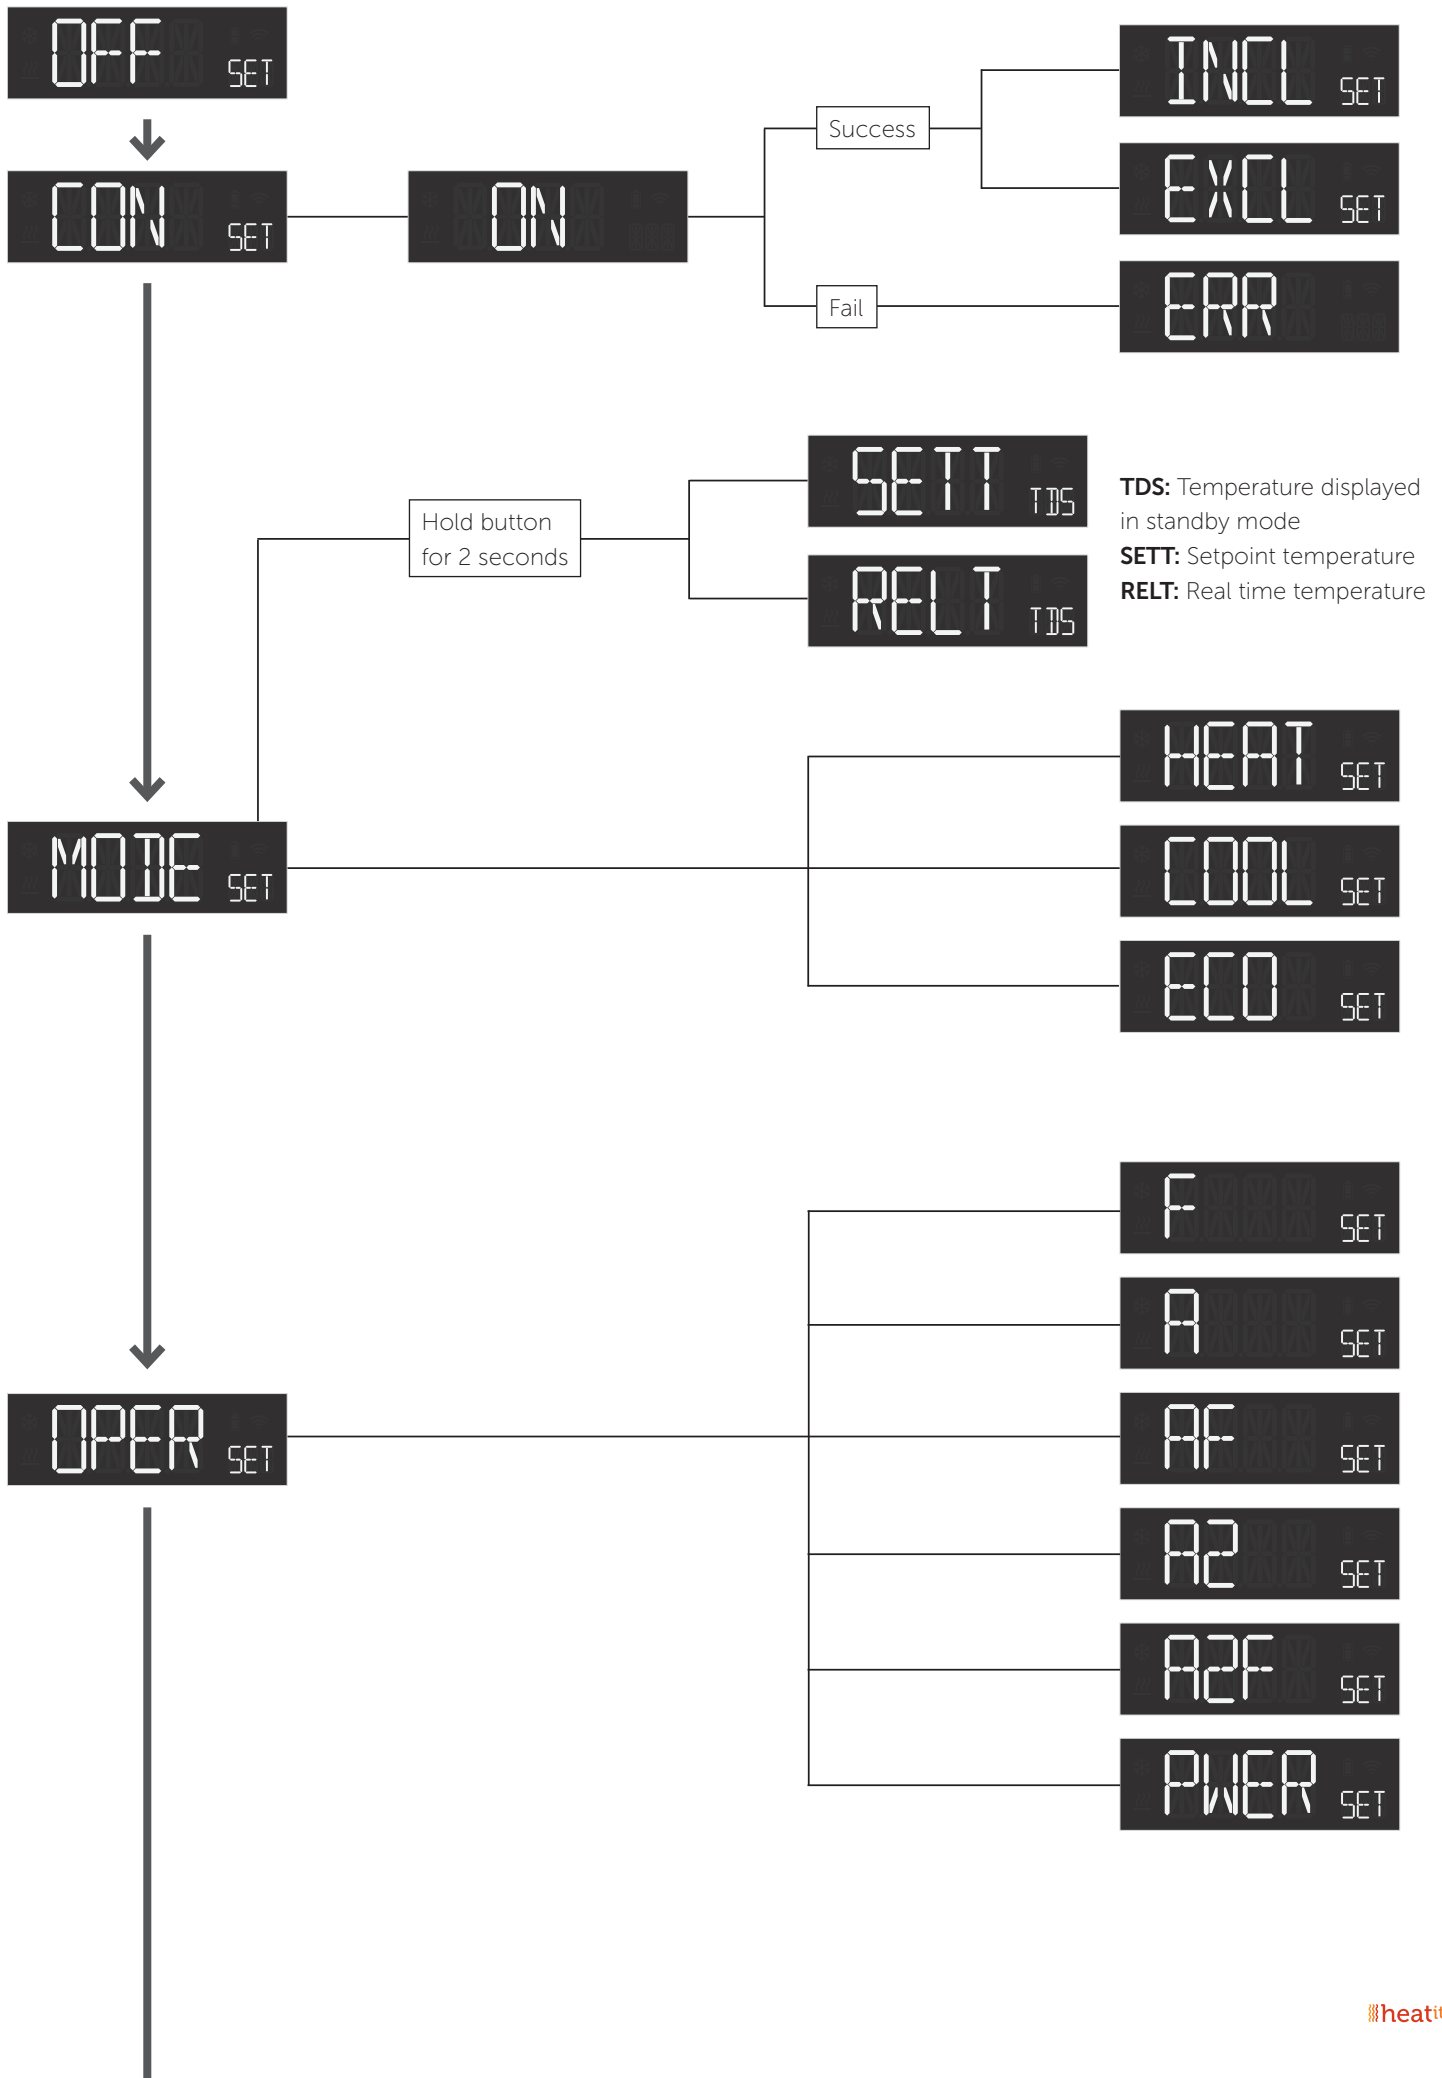 OFF SET
CON SET
ON
Success
INCL SET
EXCL SET
Fail
ERR
Hold button
for 2 seconds
SETT TDS
RELT TDS
TDS: Temperature displayed
in standby mode
SETT: Setpoint temperature
RELT: Real time temperature
MODE SET
HEAT SET
COOL SET
ECO SET
OPER SET
F SET
A SET
AF SET
A2 SET
A2F SET
PWER SET
heatit